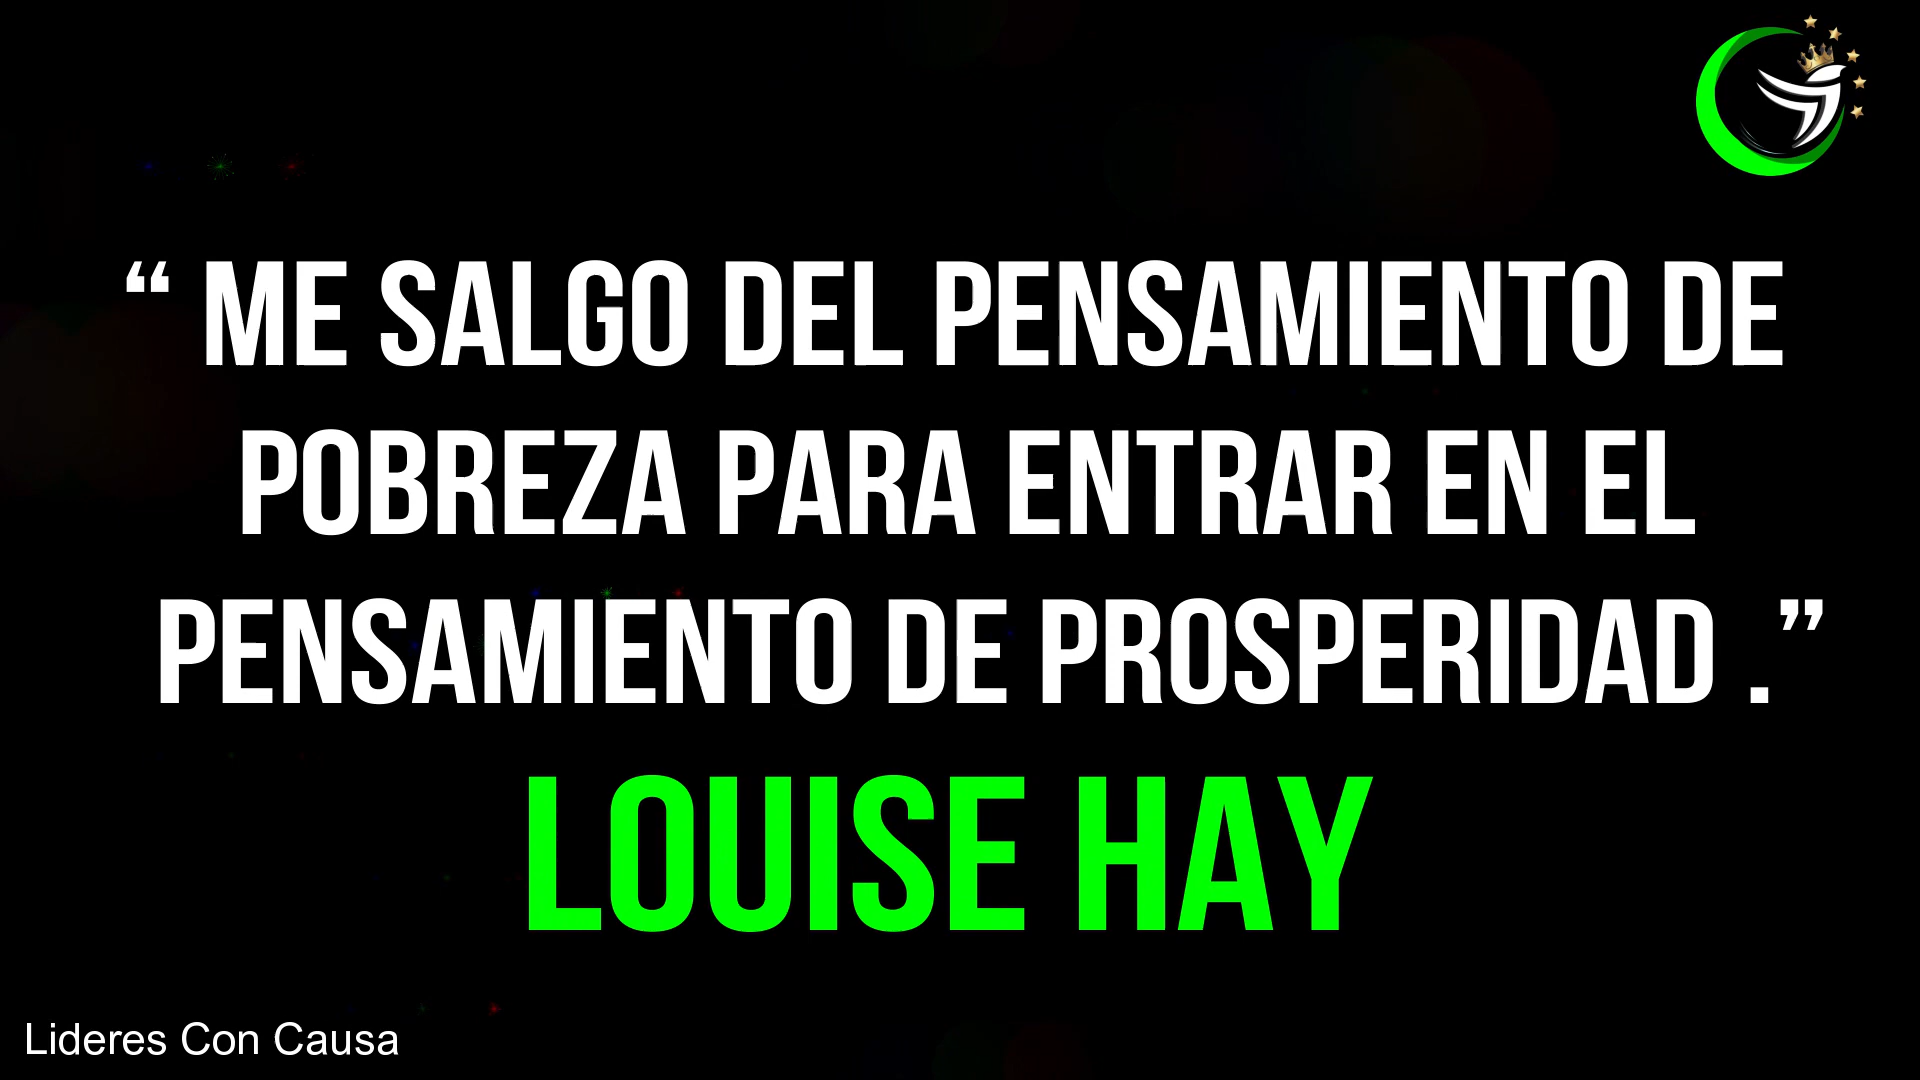 “ ME SALGO DEL PENSAMIENTO DE
POBREZA PARA ENTRAR EN EL
PENSAMIENTO DE PROSPERIDAD .”
LOUISE HAY
Lideres Con Causa